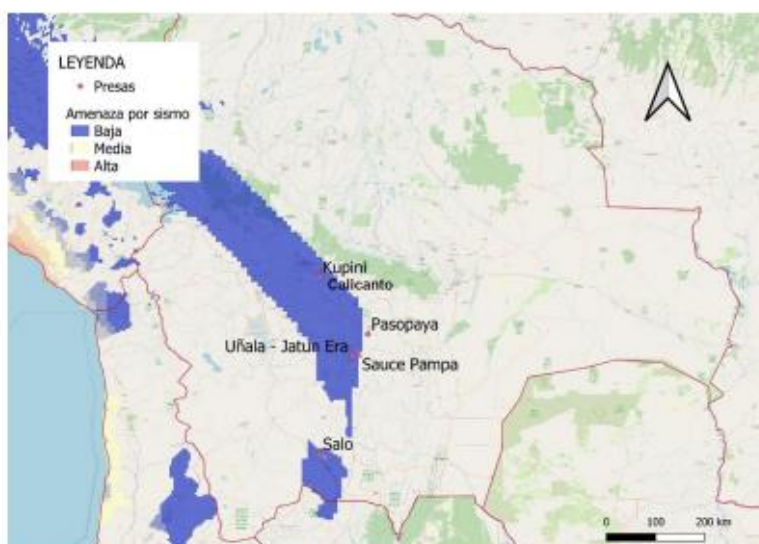 LEYENDA
Presas
Amenaza por sismo
Baja
Media
Alta
Kupini
Calicanto
Pasopaya
Uñala - Jatun Era
Sauce Pampa
Salo
0 100 200 km